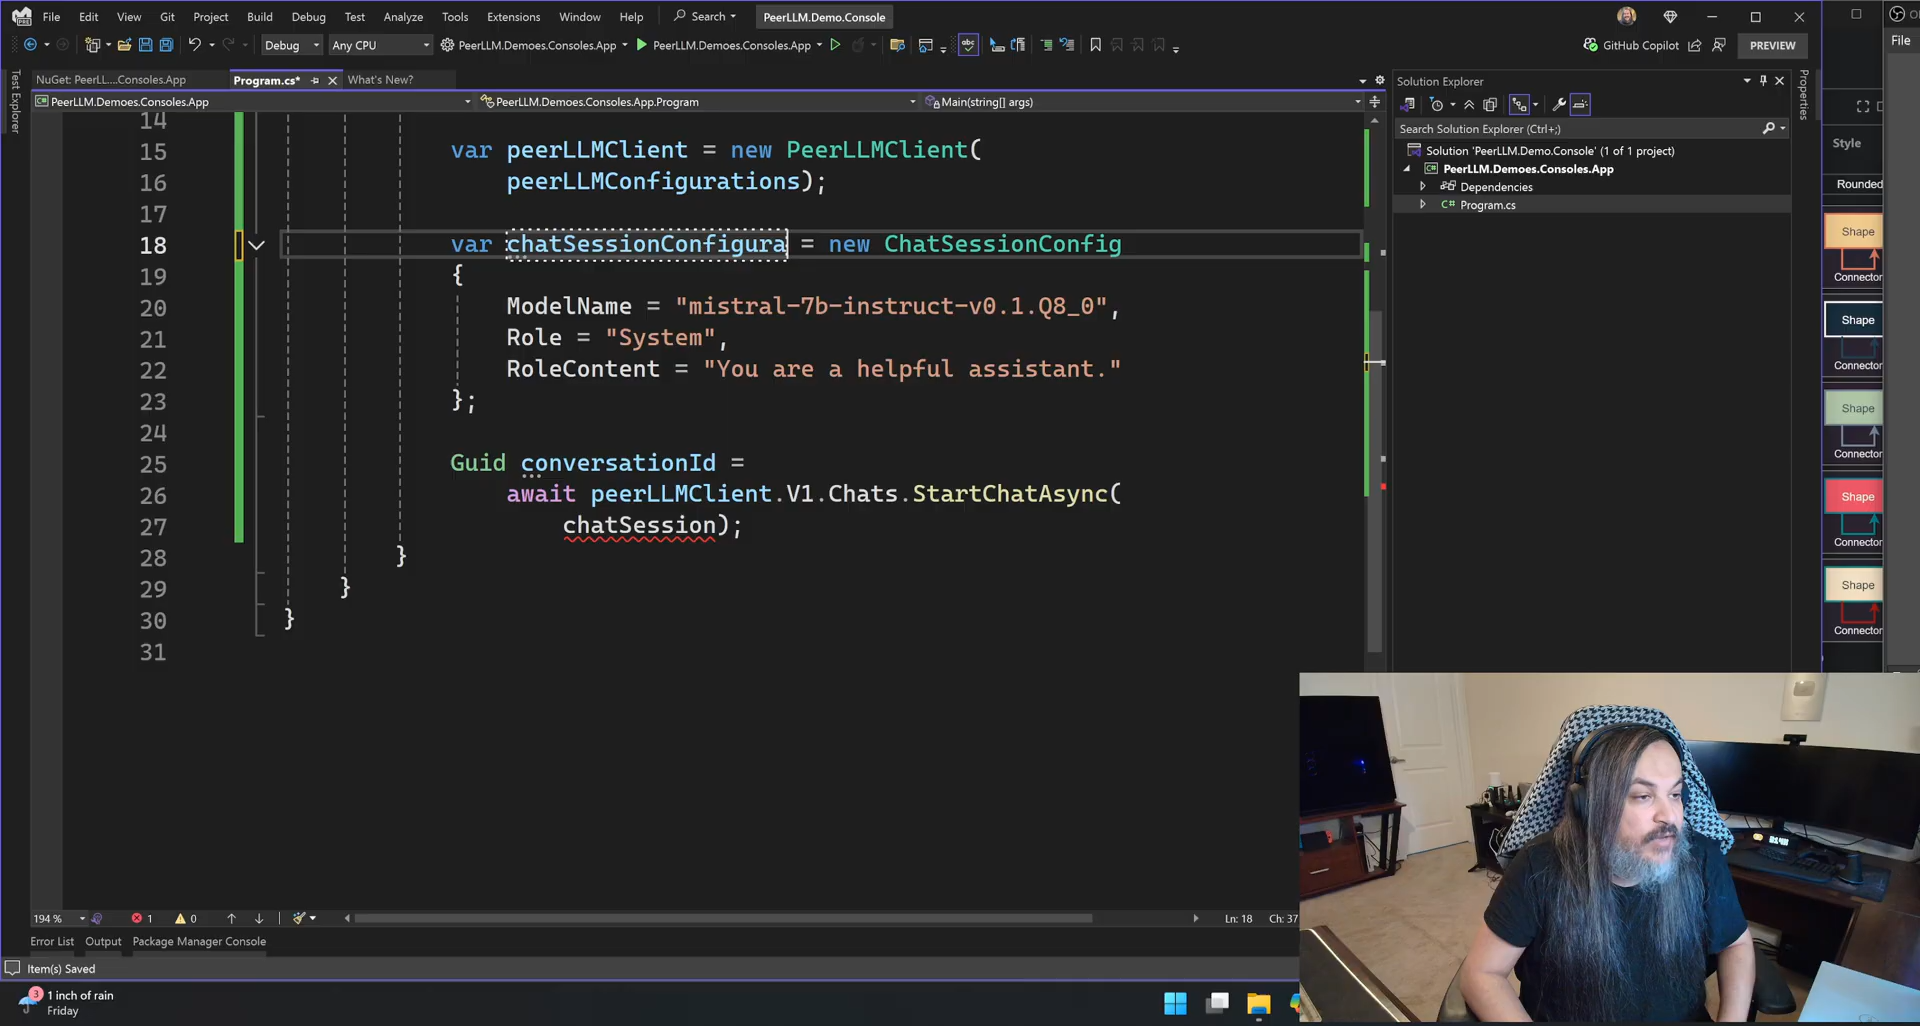 File Edit View Git Project Build Debug Test Analyze Tools Extensions Window Help Search PeerLLM.Demo.Console
File
Debug Any CPU PeerLLM.Demoes.Consoles.App PeerLLM.Demoes.Consoles.App GitHub Copilot PREVIEW
NuGet: PeerLL....Consoles.App Program.cs* What's New?
PeerLLM.Demoes.Consoles.App PeerLLM.Demoes.Consoles.App.Program Main(string[] args)
Test Explorer
14
15 var peerLLMClient = new PeerLLMClient(
16 peerLLMConfigurations);
17
18 var chatSessionConfigura = new ChatSessionConfig
19 {
20 ModelName = "mistral-7b-instruct-v0.1.Q8_0",
21 Role = "System",
22 RoleContent = "You are a helpful assistant."
23 };
24
25 Guid conversationId =
26 await peerLLMClient.V1.Chats.StartChatAsync(
27 chatSession);
28 }
29 }
30 }
31
Solution Explorer
Search Solution Explorer (Ctrl+;)
Solution 'PeerLLM.Demo.Console' (1 of 1 project)
PeerLLM.Demoes.Consoles.App
Dependencies
C# Program.cs
Properties
Style
Rounded
Shape
Connector
Shape
Connector
Shape
Connector
Shape
Connector
Shape
Connector
194 % 1 0 Ln: 18 Ch: 37
Error List Output Package Manager Console
Item(s) Saved
3
1 inch of rain
Friday